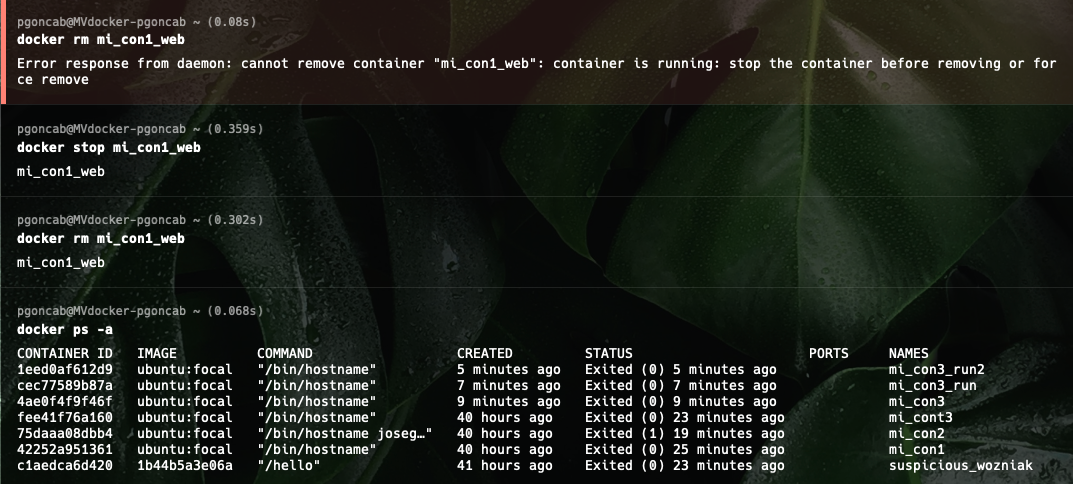 pgoncab@MVdocker-pgoncab ~ (0.08s)
docker rm mi_con1_web
Error response from daemon: cannot remove container "mi_con1_web": container is running: stop the container before removing or for
ce remove
pgoncab@MVdocker-pgoncab ~ (0.359s)
docker stop mi_con1_web
mi_con1_web
pgoncab@MVdocker-pgoncab ~ (0.302s)
docker rm mi_con1_web
mi_con1_web
pgoncab@MVdocker-pgoncab ~ (0.068s)
docker ps -a
CONTAINER ID   IMAGE          COMMAND                  CREATED         STATUS                      PORTS     NAMES
1eed0af612d9   ubuntu:focal   "/bin/hostname"          5 minutes ago   Exited (0) 5 minutes ago              mi_con3_run2
cec77589b87a   ubuntu:focal   "/bin/hostname"          7 minutes ago   Exited (0) 7 minutes ago              mi_con3_run
4ae0f4f9f46f   ubuntu:focal   "/bin/hostname"          9 minutes ago   Exited (0) 9 minutes ago              mi_con3
fee41f76a160   ubuntu:focal   "/bin/hostname"          40 hours ago    Exited (0) 23 minutes ago             mi_cont3
75daaa08dbb4   ubuntu:focal   "/bin/hostname joseg…"   40 hours ago    Exited (1) 19 minutes ago             mi_con2
42252a951361   ubuntu:focal   "/bin/hostname"          40 hours ago    Exited (0) 25 minutes ago             mi_con1
c1aedca6d420   1b44b5a3e06a   "/hello"                 41 hours ago    Exited (0) 23 minutes ago             suspicious_wozniak